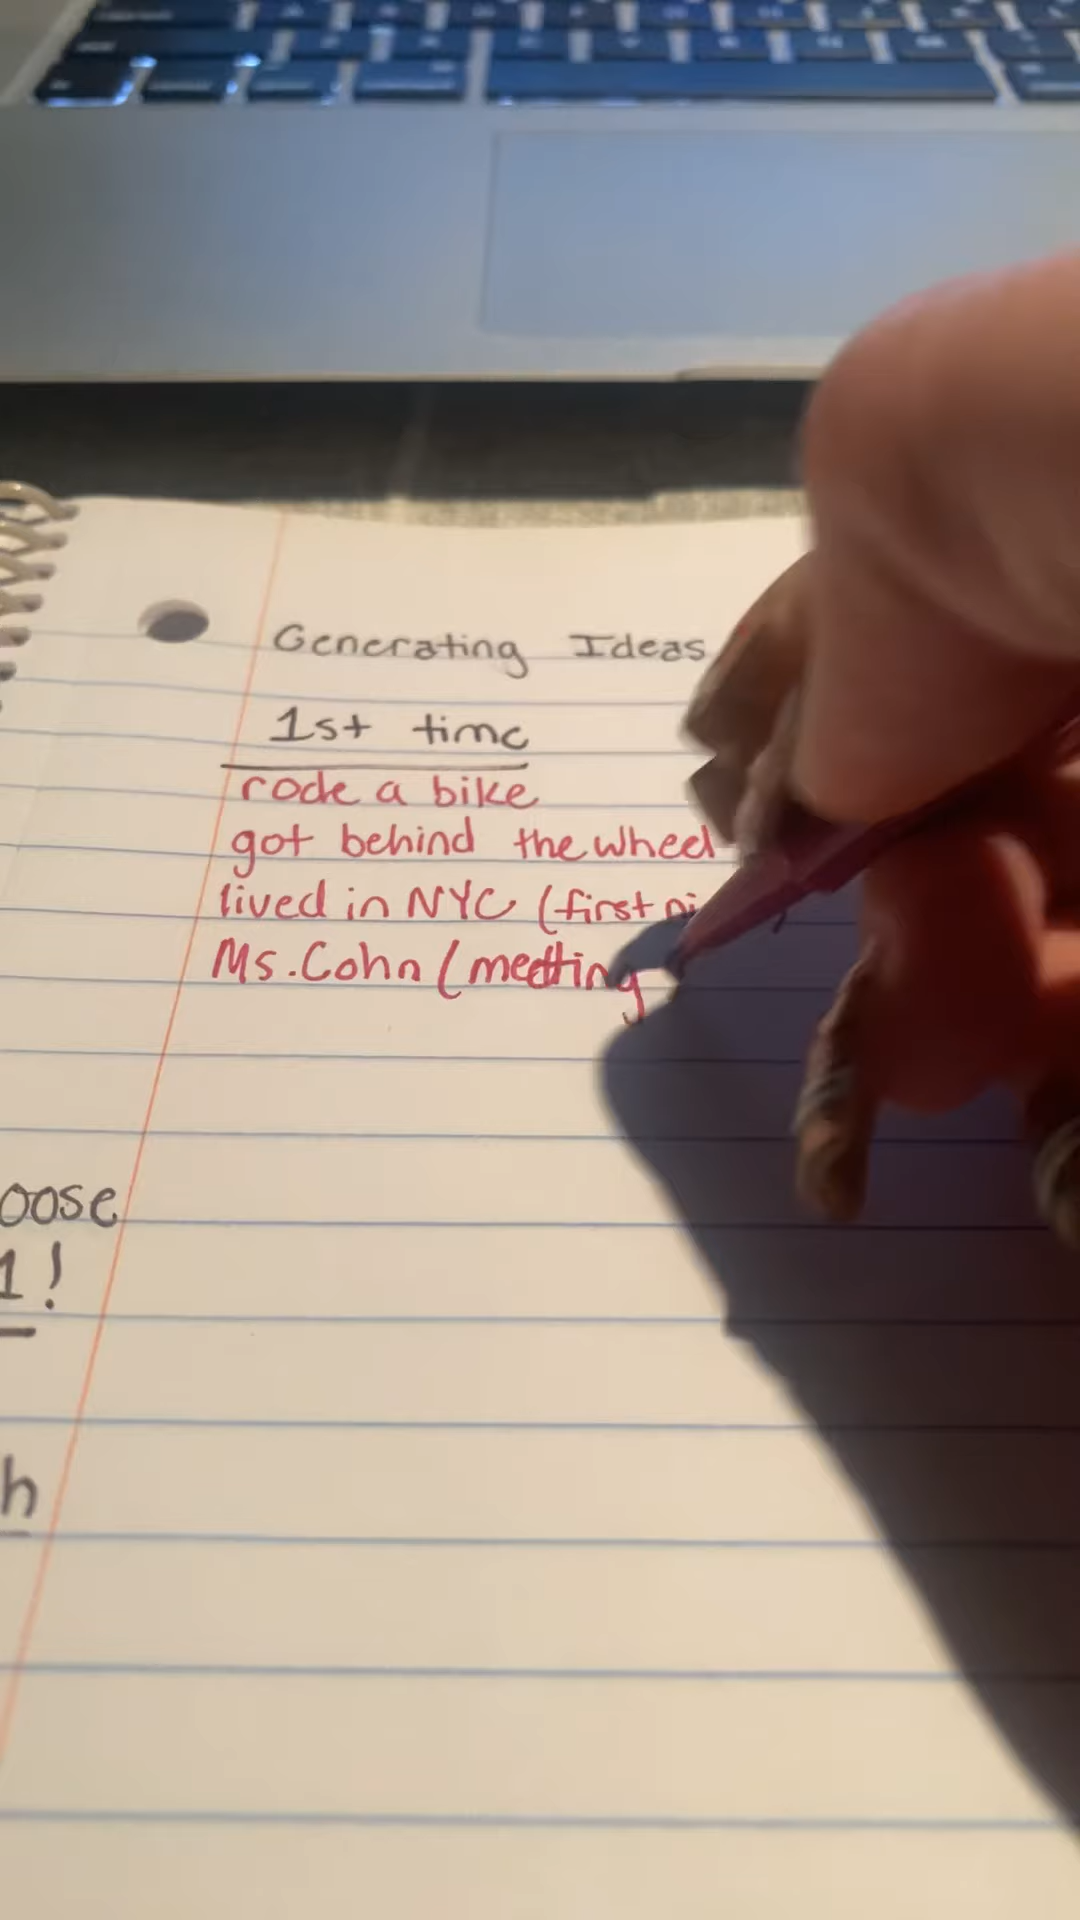 Generating Ideas
1st time
rode a bike
got behind the wheel
lived in NYC (first
Ms. Cohn (meeting
oose
1!
h